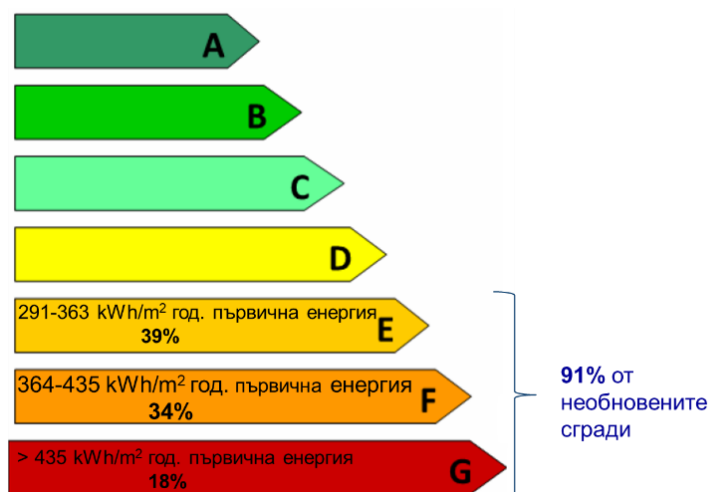 A
B
C
D
291-363 kWh/m² год. първична енергия
39%
E
364-435 kWh/m² год. първична енергия
34%
F
> 435 kWh/m² год. първична енергия
18%
G
91% от
необновените
сгради